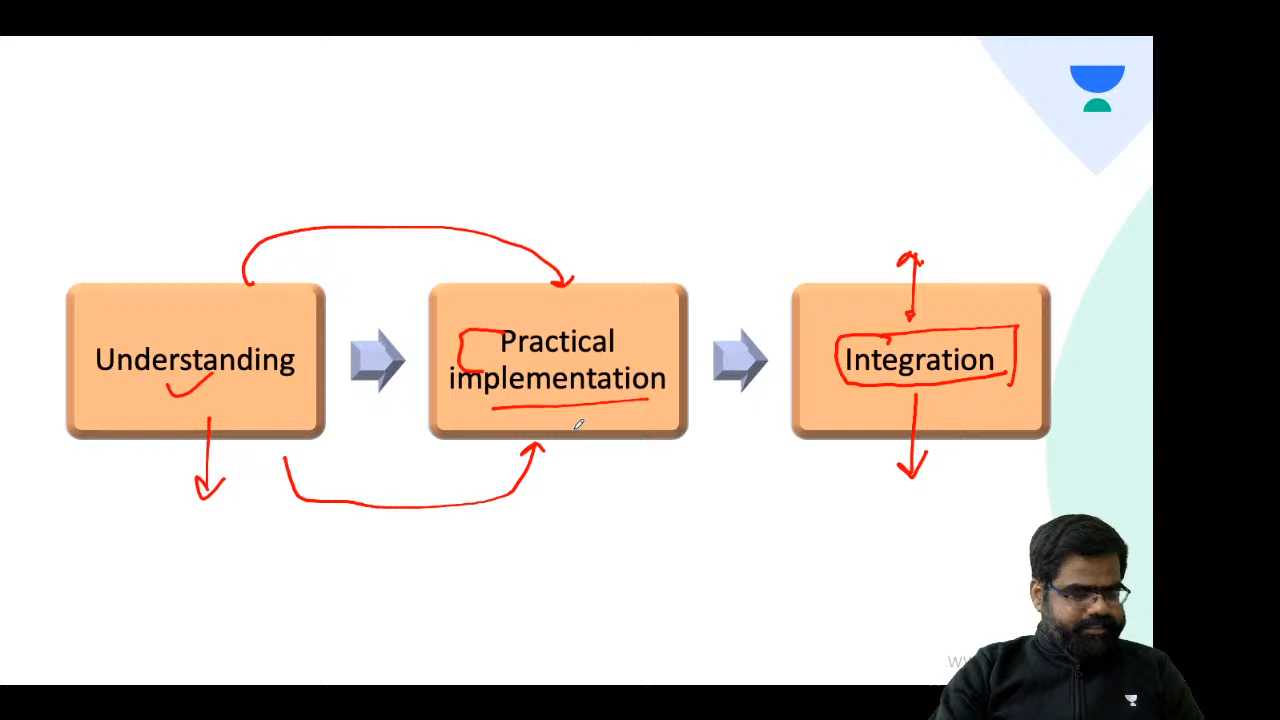 Understanding
Practical
implementation
Integration